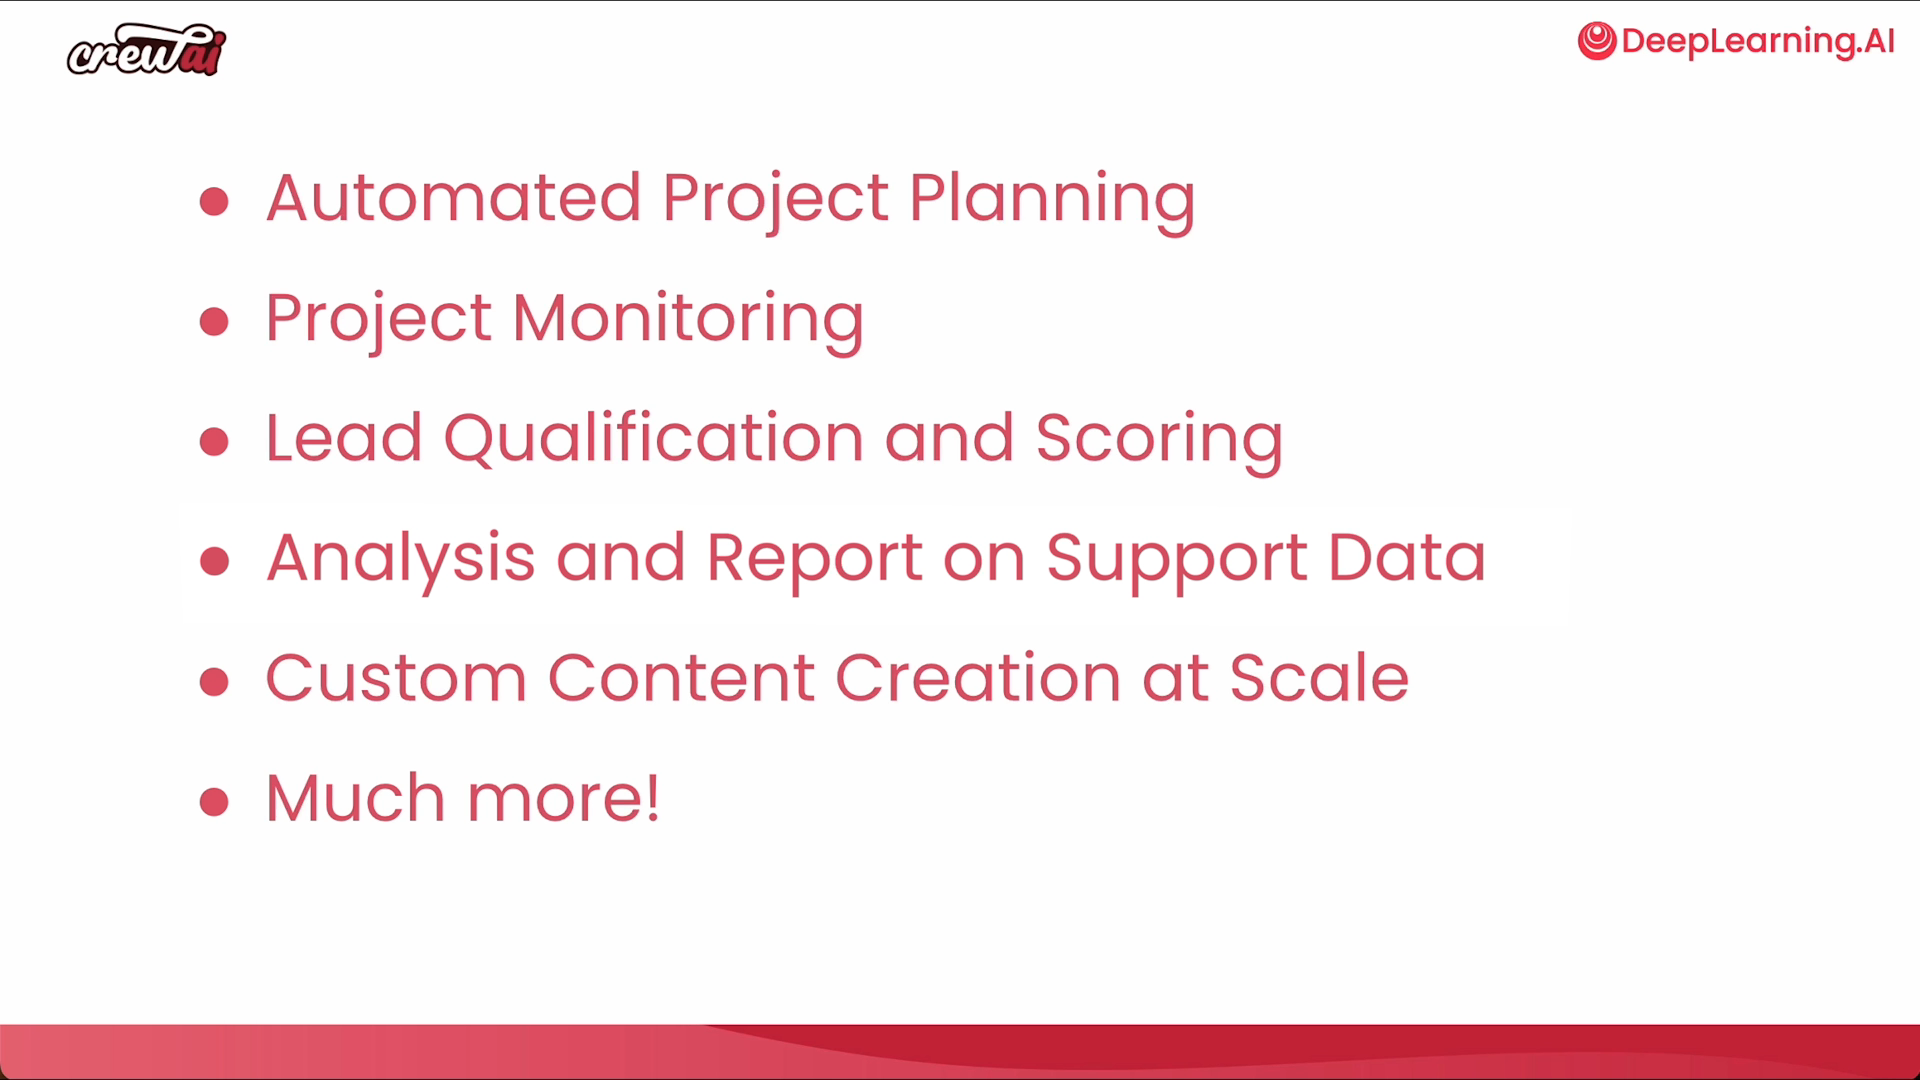 crewai
DeepLearning.AI
● Automated Project Planning
● Project Monitoring
● Lead Qualification and Scoring
● Analysis and Report on Support Data
● Custom Content Creation at Scale
● Much more!